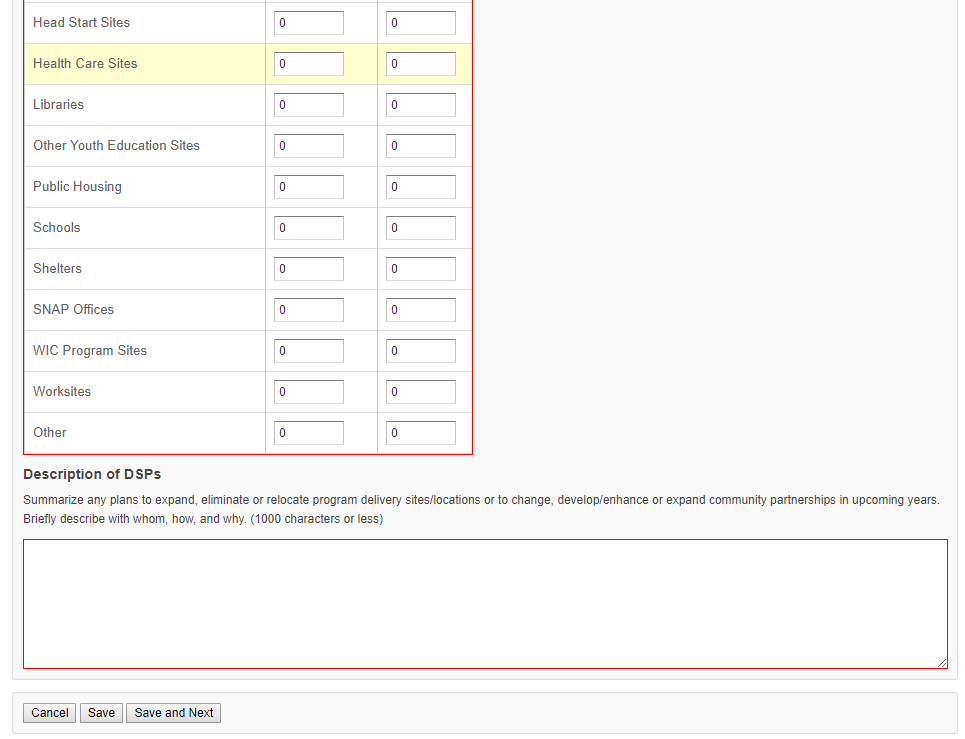 Head Start Sites 0 0
Health Care Sites 0 0
Libraries 0 0
Other Youth Education Sites 0 0
Public Housing 0 0
Schools 0 0
Shelters 0 0
SNAP Offices 0 0
WIC Program Sites 0 0
Worksites 0 0
Other 0 0
Description of DSPs
Summarize any plans to expand, eliminate or relocate program delivery sites/locations or to change, develop/enhance or expand community partnerships in upcoming years.
Briefly describe with whom, how, and why. (1000 characters or less)
Cancel Save Save and Next